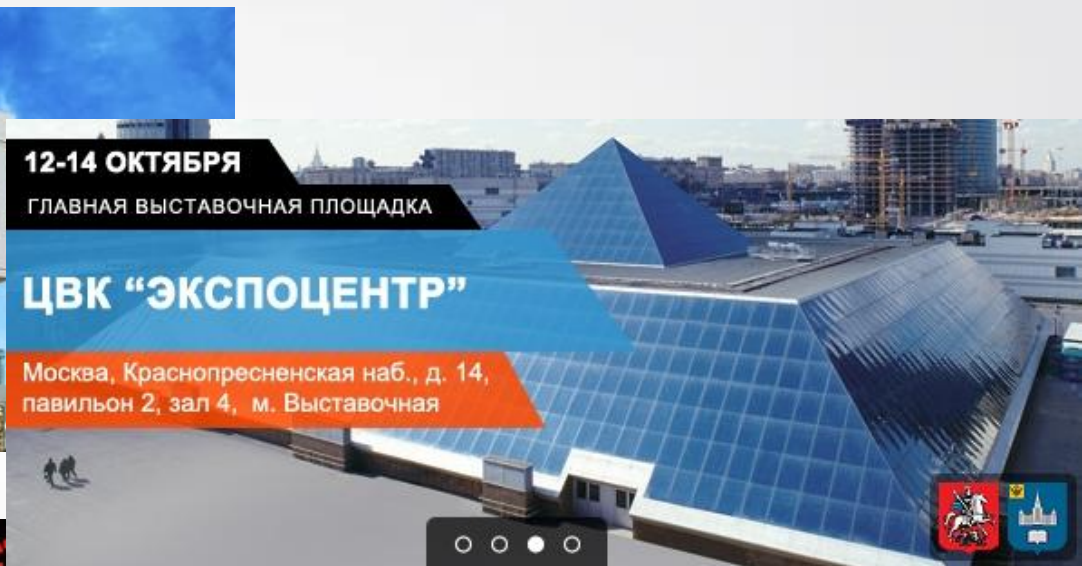 12-14 ОКТЯБРЯ
ГЛАВНАЯ ВЫСТАВОЧНАЯ ПЛОЩАДКА
ЦВК “ЭКСПОЦЕНТР”
Москва, Краснопресненская наб., д. 14,
павильон 2, зал 4, м. Выставочная